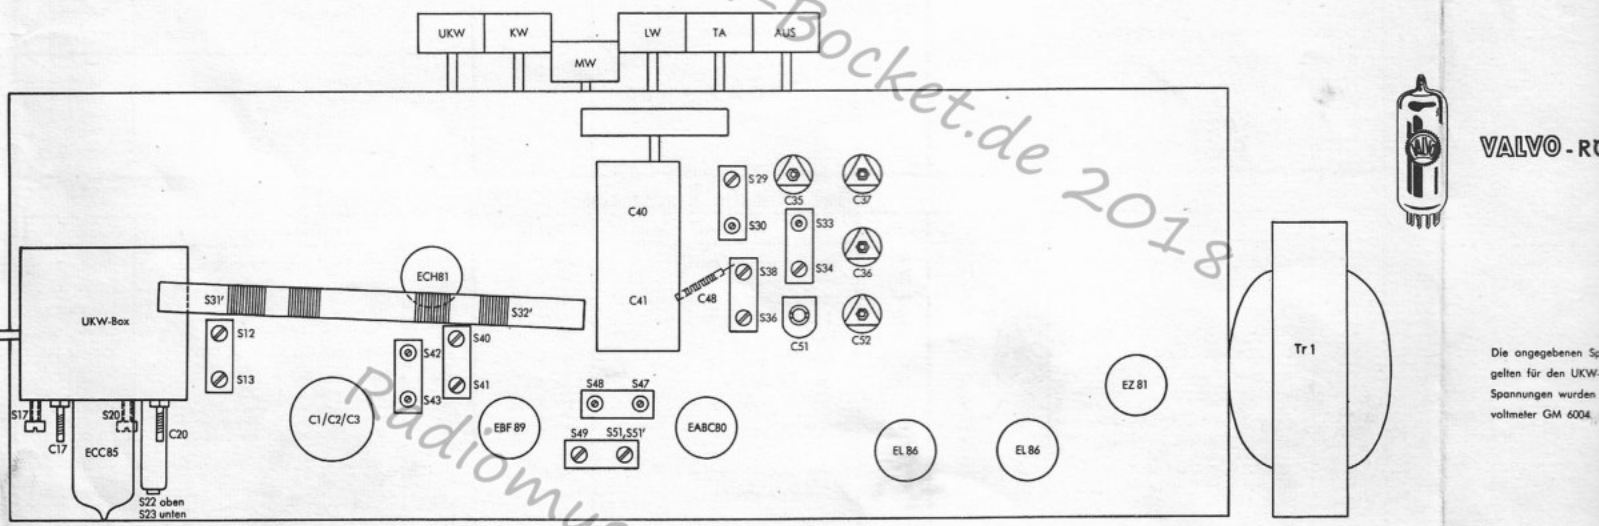 UKW KW MW LW TA AUS
-Bocket.de 2018
VALVO-RÖ
C40
C41
S29
S30
C35
C37
S33
S34
C36
S38
S36
C48
C51
C52
ECH81
S31'
S32'
UKW-Box
S12
S13
S42
S43
S40
S41
S17
C17
S20
C20
ECC85
S22 oben
S23 unten
C1/C2/C3
EBF 89
S48 S47
S49 S51,S51'
EABC80
EL 86
EL 86
EZ 81
Tr 1
Die angegebenen Sp
gelten für den UKW-
Spannungen wurden
voltmeter GM 6004
Radiomus